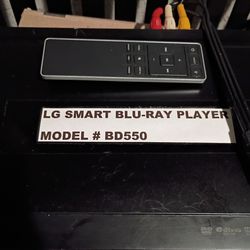 LG SMART BLU-RAY PLAYER
MODEL # BD550